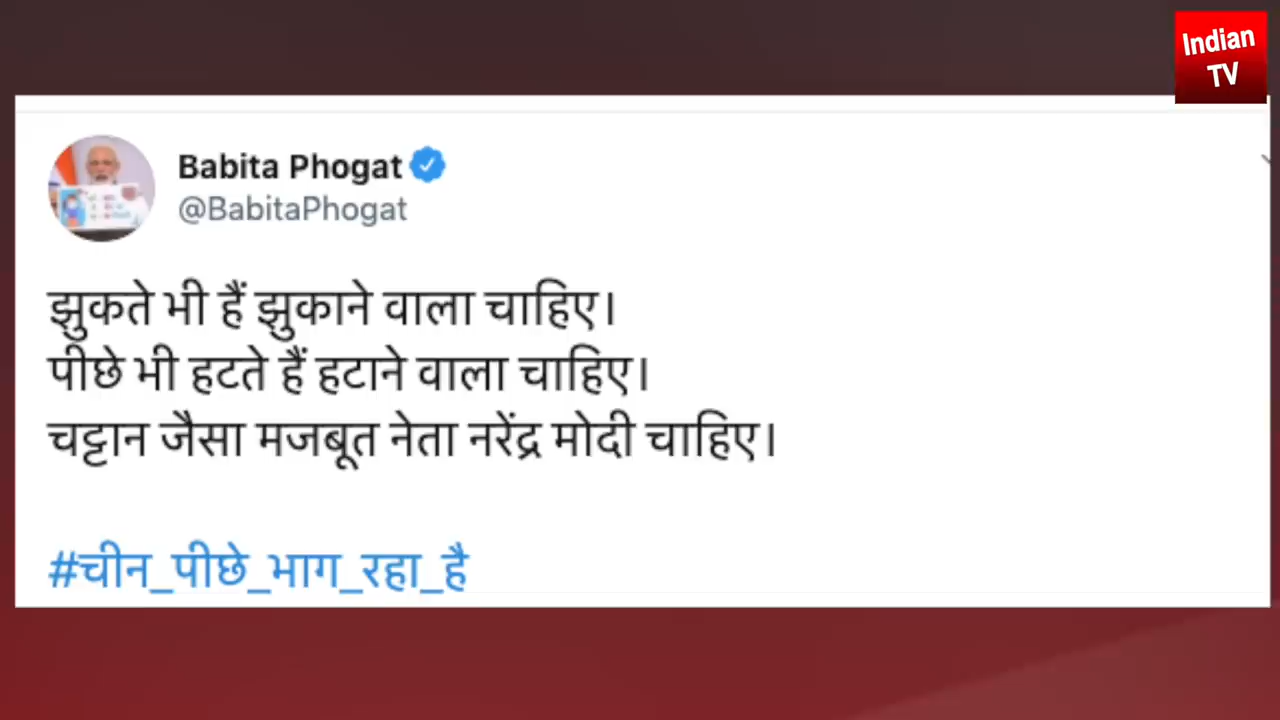 Indian
TV
Babita Phogat
@BabitaPhogat
झुकते भी हैं झुकाने वाला चाहिए।
पीछे भी हटते हैं हटाने वाला चाहिए।
चट्टान जैसा मजबूत नेता नरेंद्र मोदी चाहिए।
#चीन_पीछे_भाग_रहा_है